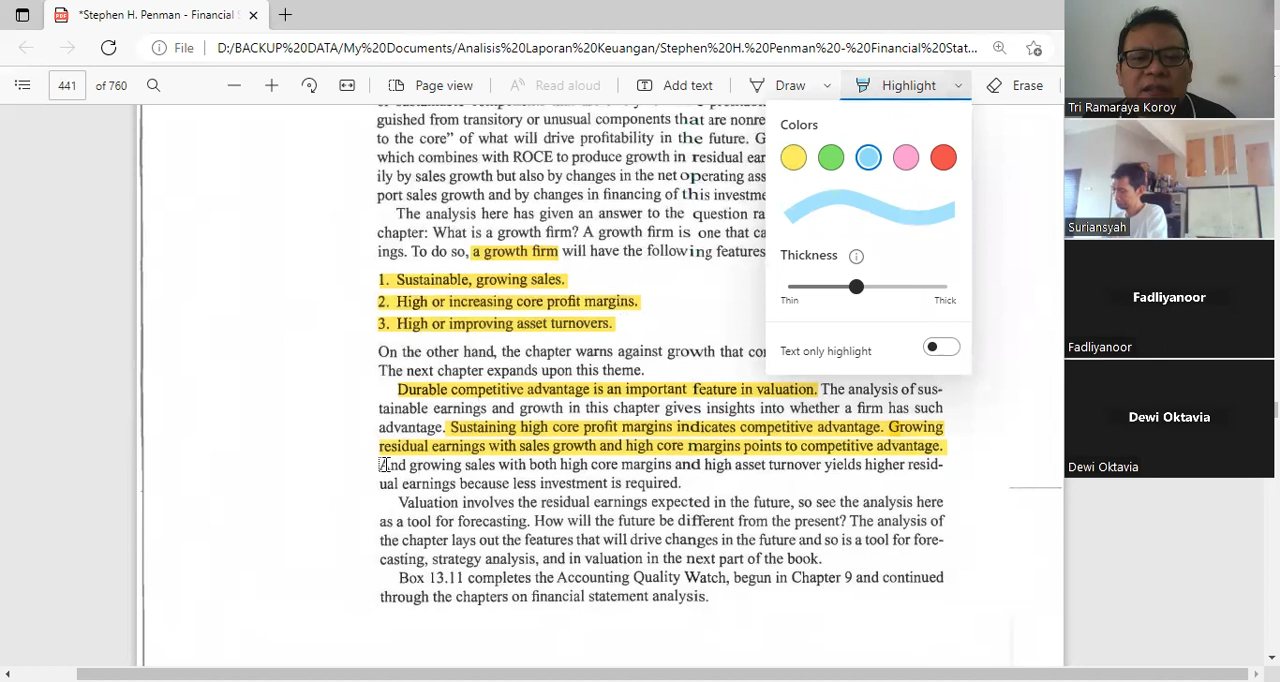 *Stephen H. Penman - Financial S
File
D:/BACKUP%20DATA/My%20Documents/Analisis%20Laporan%20Keuangan/Stephen%20H.%20Penman%20-%20Financial%20Stat...
441
of 760
Page view
Read aloud
Add text
Draw
Highlight
Erase
guished from transitory or unusual components that are nonre
to the core” of what will drive profitability in the future. G
which combines with ROCE to produce growth in residual ear
ily by sales growth but also by changes in the net operating ass
port sales growth and by changes in financing of this investme
The analysis here has given an answer to the question ra
chapter: What is a growth firm? A growth firm is one that ca
ings. To do so, a growth firm will have the following features
1. Sustainable, growing sales.
2. High or increasing core profit margins.
3. High or improving asset turnovers.
On the other hand, the chapter warns against growth that co
The next chapter expands upon this theme.
Durable competitive advantage is an important feature in valuation. The analysis of sus-
tainable earnings and growth in this chapter gives insights into whether a firm has such
advantage. Sustaining high core profit margins indicates competitive advantage. Growing
residual earnings with sales growth and high core margins points to competitive advantage.
And growing sales with both high core margins and high asset turnover yields higher resid-
ual earnings because less investment is required.
Valuation involves the residual earnings expected in the future, so see the analysis here
as a tool for forecasting. How will the future be different from the present? The analysis of
the chapter lays out the features that will drive changes in the future and so is a tool for fore-
casting, strategy analysis, and in valuation in the next part of the book.
Box 13.11 completes the Accounting Quality Watch, begun in Chapter 9 and continued
through the chapters on financial statement analysis.
Colors
Thickness
Thin
Thick
Text only highlight
Tri Ramaraya Koroy
Suriansyah
Fadliyanoor
Fadliyanoor
Dewi Oktavia
Dewi Oktavia